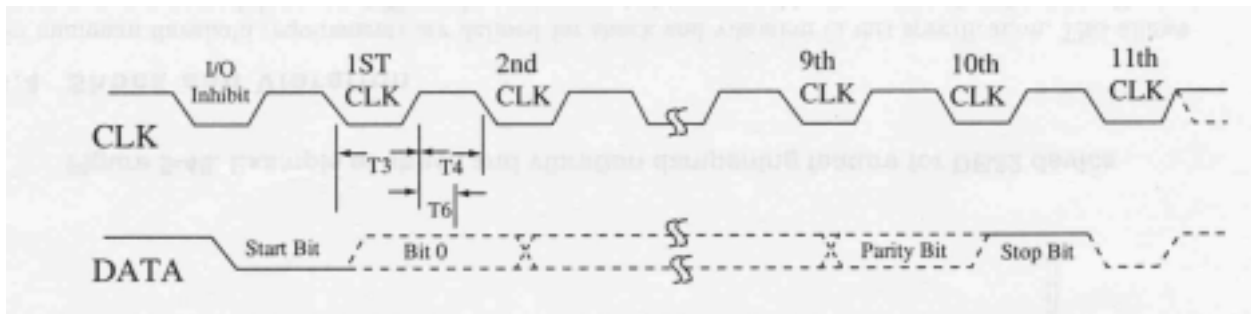 I/O
Inhibit
1ST
CLK
2nd
CLK
9th
CLK
10th
CLK
11th
CLK
CLK
T3
T4
T6
Start Bit
Bit 0
Parity Bit
Stop Bit
DATA